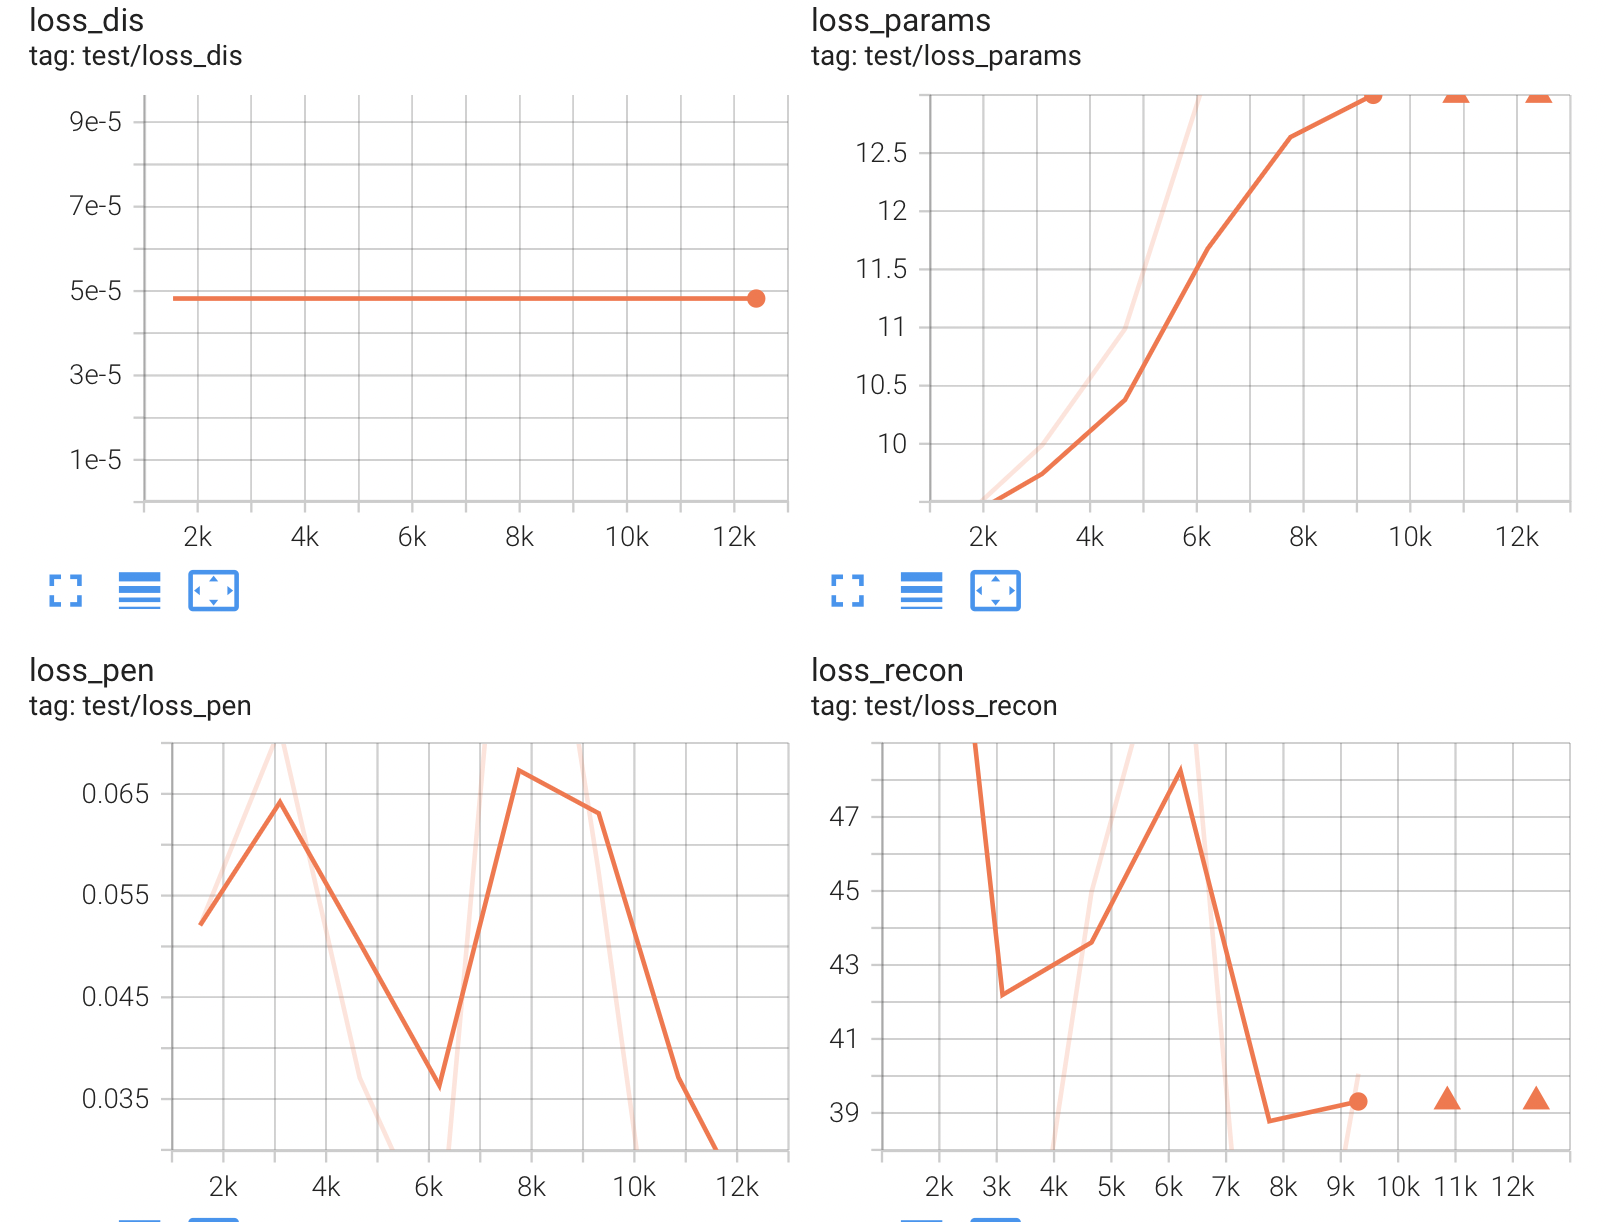 loss_dis
tag: test/loss_dis
9e-5
7e-5
5e-5
3e-5
1e-5
2k 4k 6k 8k 10k 12k
loss_params
tag: test/loss_params
12.5
12
11.5
11
10.5
10
2k 4k 6k 8k 10k 12k
loss_pen
tag: test/loss_pen
0.065
0.055
0.045
0.035
2k 4k 6k 8k 10k 12k
loss_recon
tag: test/loss_recon
47
45
43
41
39
2k 3k 4k 5k 6k 7k 8k 9k 10k 11k 12k